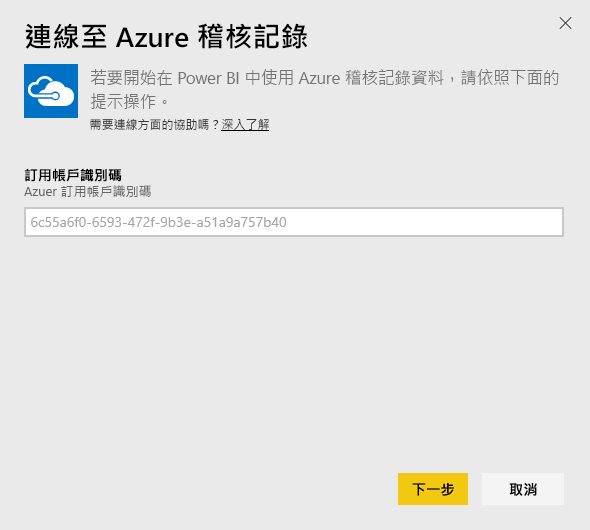 連線至 Azure 稽核記錄
若要開始在 Power BI 中使用 Azure 稽核記錄資料，請依照下面的
提示操作。
需要連線方面的協助嗎？深入了解
訂用帳戶識別碼
Azuer 訂用帳戶識別碼
6c55a6f0-6593-472f-9b3e-a51a9a757b40
下一步
取消